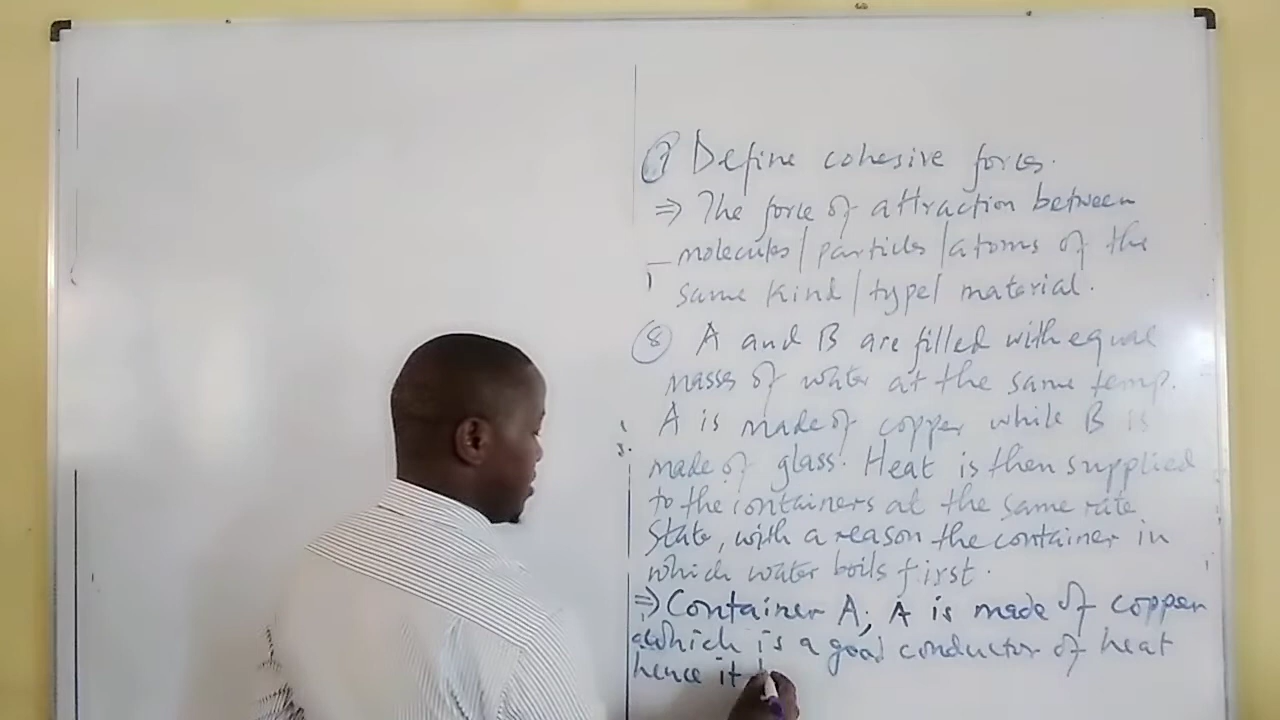 7 Define cohesive forces.
⇒ The force of attraction between
molecules/particles/atoms of the
same kind/type/material.
8 A and B are filled with equal
masses of water at the same temp.
A is made of copper while B is
made of glass. Heat is then supplied
to the containers at the same rate
State, with a reason the container in
which water boils first.
⇒ Container A; A is made of copper
which is a good conductor of heat
hence it